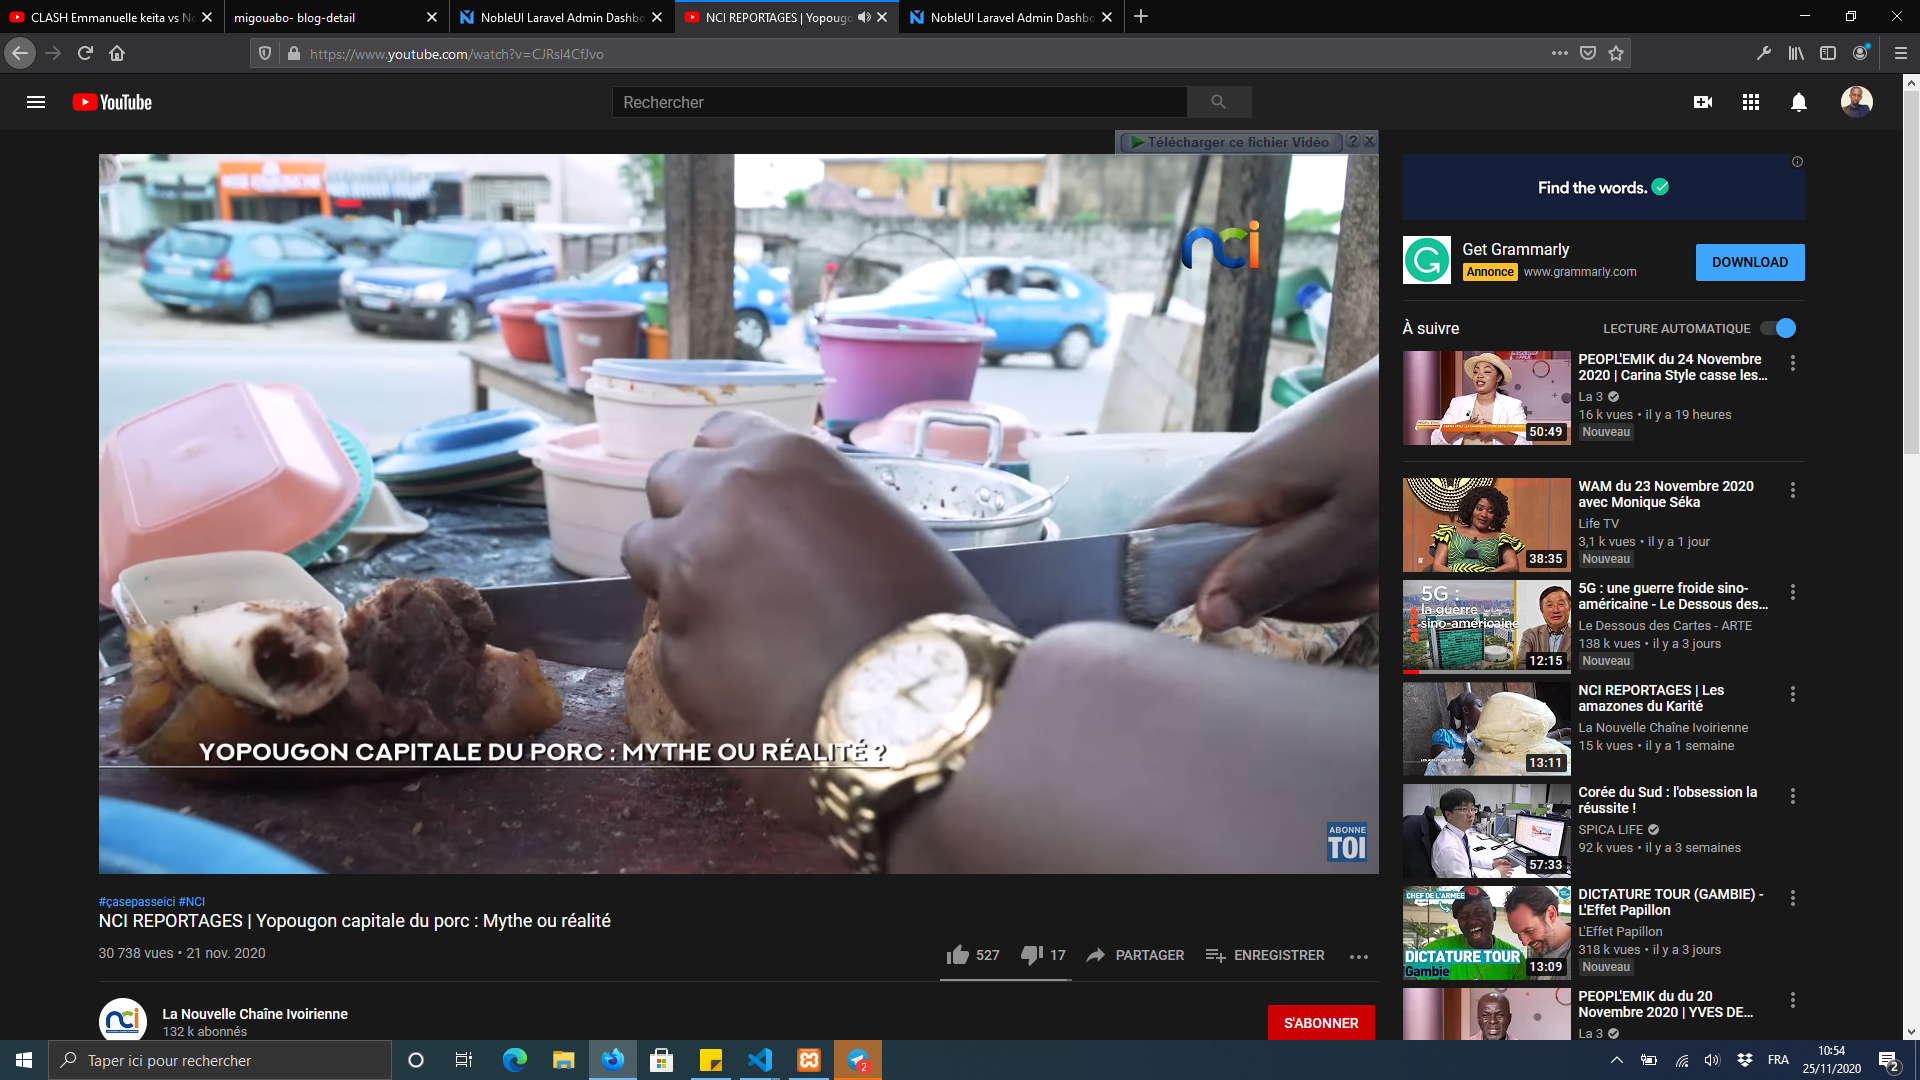 CLASH Emmanuelle keita vs No
migouabo- blog-detail
NobleUI Laravel Admin Dashbo
NCI REPORTAGES | Yopougo
NobleUI Laravel Admin Dashbo
https://www.youtube.com/watch?v=CJRsl4CfJvo
YouTube
Rechercher
Télécharger ce fichier Vidéo
nci
YOPOUGON CAPITALE DU PORC : MYTHE OU RÉALITÉ ?
ABONNE
TOI
#çasepasseici #NCI
NCI REPORTAGES | Yopougon capitale du porc : Mythe ou réalité
30 738 vues • 21 nov. 2020
527
17
PARTAGER
ENREGISTRER
nci
La Nouvelle Chaîne Ivoirienne
132 k abonnés
S'ABONNER
Find the words.
Get Grammarly
Annonce www.grammarly.com
DOWNLOAD
À suivre
LECTURE AUTOMATIQUE
50:49
PEOPL'EMIK du 24 Novembre
2020 | Carina Style casse les...
La 3
16 k vues • il y a 19 heures
Nouveau
38:35
WAM du 23 Novembre 2020
avec Monique Séka
Life TV
3,1 k vues • il y a 1 jour
Nouveau
5G :
la guerre
sino-américaine
arte
12:15
5G : une guerre froide sino-
américaine - Le Dessous des...
Le Dessous des Cartes - ARTE
138 k vues • il y a 3 jours
Nouveau
13:11
NCI REPORTAGES | Les
amazones du Karité
La Nouvelle Chaîne Ivoirienne
15 k vues • il y a 1 semaine
57:33
Corée du Sud : l'obsession la
réussite !
SPICA LIFE
92 k vues • il y a 3 semaines
CHEF DE L'ARMÉE
DICTATURE TOUR
Gambie
13:09
DICTATURE TOUR (GAMBIE) -
L'Effet Papillon
L'Effet Papillon
318 k vues • il y a 3 jours
Nouveau
PEOPL'EMIK du du 20
Novembre 2020 | YVES DE...
La 3
Taper ici pour rechercher
2
FRA
10:54
25/11/2020
2